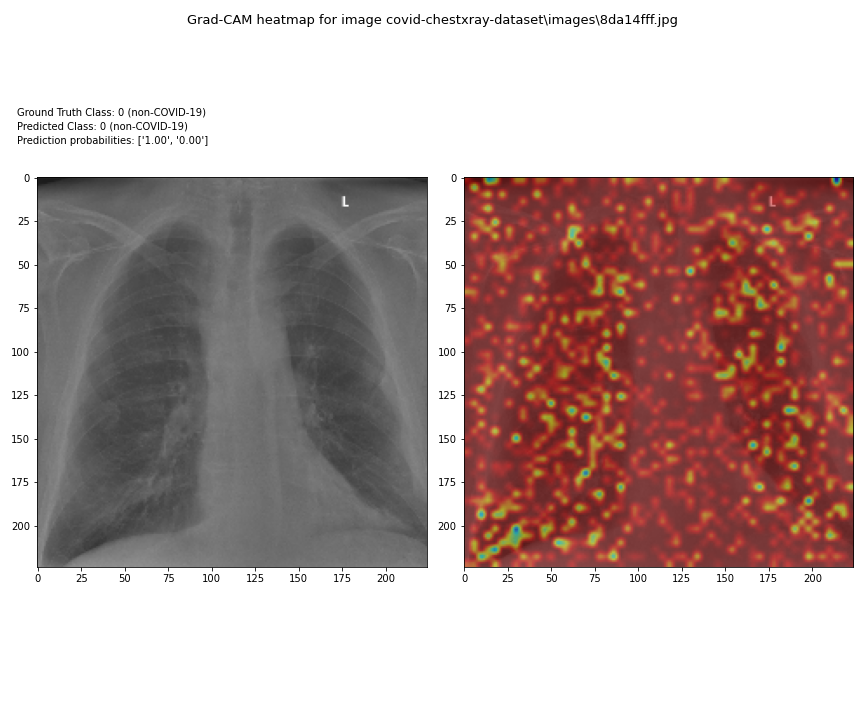 Grad-CAM heatmap for image covid-chestxray-dataset\images\8da14fff.jpg
Ground Truth Class: 0 (non-COVID-19)
Predicted Class: 0 (non-COVID-19)
Prediction probabilities: ['1.00', '0.00']
L
0
25
50
75
100
125
150
175
200
0 25 50 75 100 125 150 175 200
L
0
25
50
75
100
125
150
175
200
0 25 50 75 100 125 150 175 200